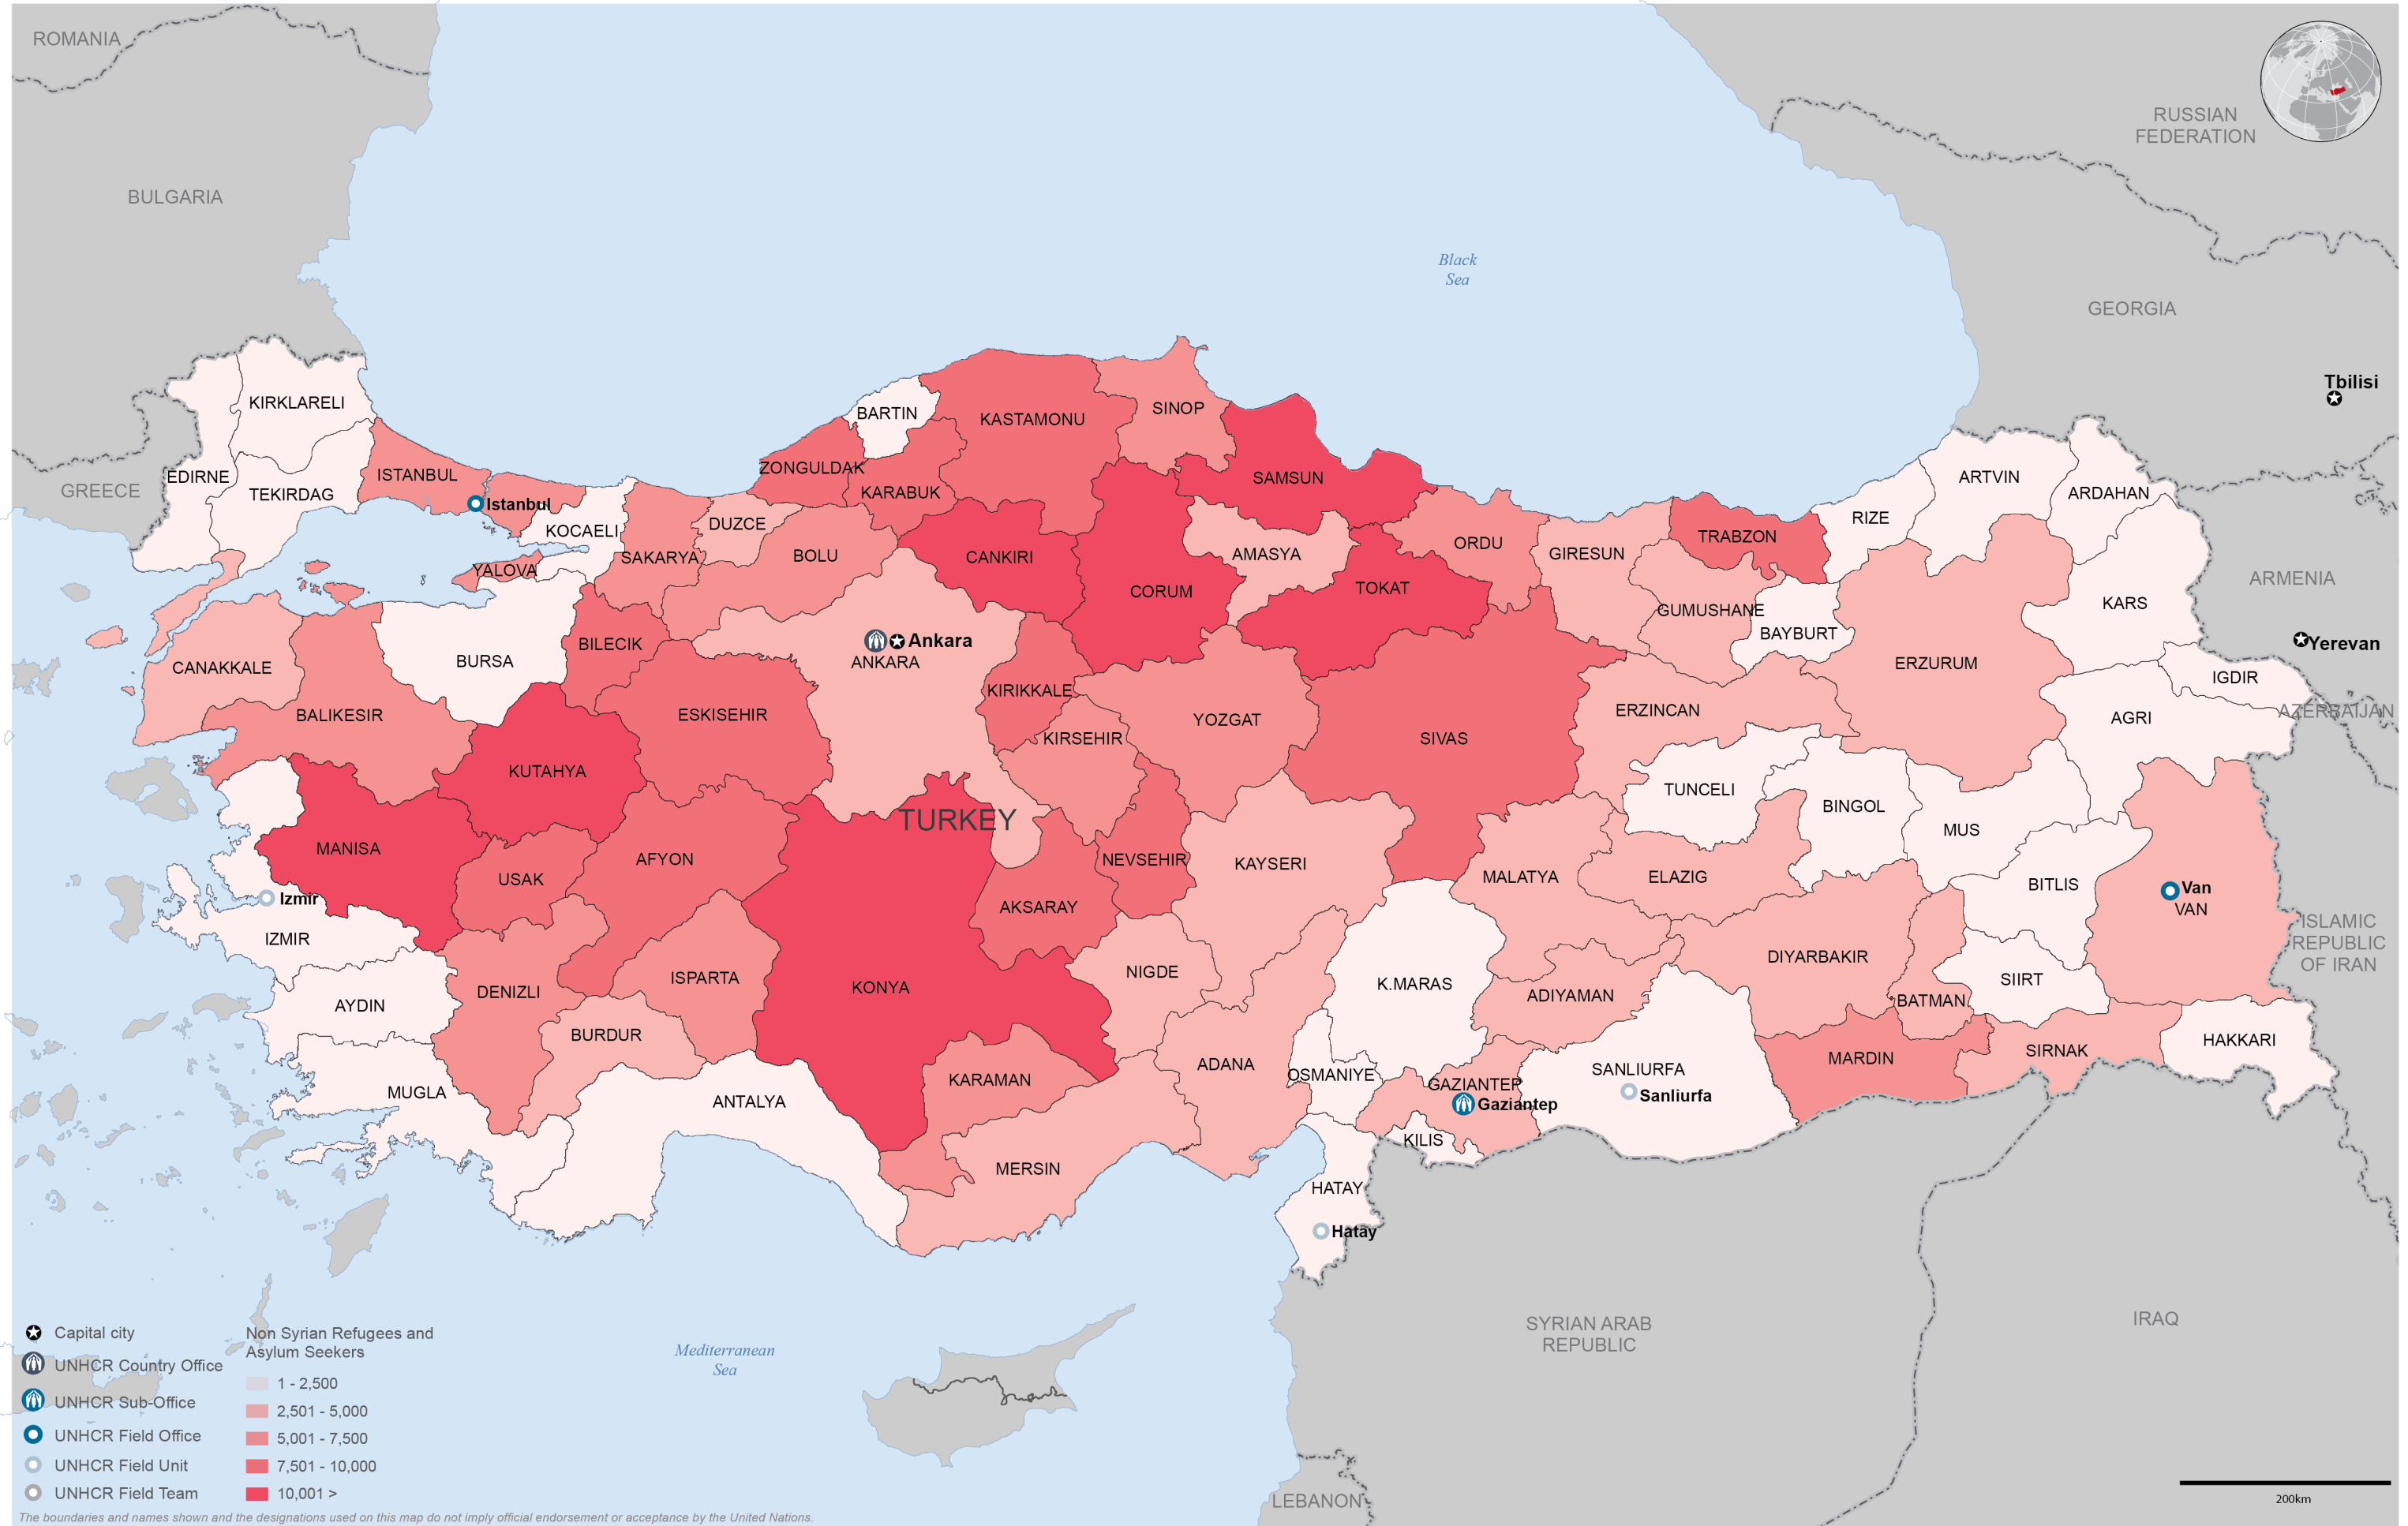 ROMANIA
BULGARIA
GREECE
RUSSIAN
FEDERATION
GEORGIA
Tbilisi
ARMENIA
Yerevan
AZERBAIJAN
ISLAMIC
REPUBLIC
OF IRAN
IRAQ
SYRIAN ARAB
REPUBLIC
LEBANON
Black
Sea
Mediterranean
Sea
TURKEY
KIRKLARELI
EDIRNE
TEKIRDAG
ISTANBUL
Istanbul
KOCAELI
YALOVA
SAKARYA
DUZCE
BOLU
ZONGULDAK
BARTIN
KARABUK
KASTAMONU
SINOP
SAMSUN
CANKIRI
CORUM
AMASYA
TOKAT
ORDU
GIRESUN
TRABZON
GUMUSHANE
BAYBURT
RIZE
ARTVIN
ARDAHAN
KARS
IGDIR
AGRI
ERZURUM
ERZINCAN
CANAKKALE
BALIKESIR
BURSA
BILECIK
ESKISEHIR
Ankara
ANKARA
KIRIKKALE
KIRSEHIR
YOZGAT
SIVAS
KUTAHYA
MANISA
USAK
AFYON
Izmir
IZMIR
AYDIN
MUGLA
DENIZLI
BURDUR
ISPARTA
ANTALYA
KONYA
KARAMAN
MERSIN
AKSARAY
NEVSEHIR
NIGDE
KAYSERI
ADANA
OSMANIYE
HATAY
Hatay
K.MARAS
MALATYA
ELAZIG
TUNCELI
BINGOL
MUS
BITLIS
Van
VAN
ADIYAMAN
GAZIANTEP
Gaziantep
KILIS
SANLIURFA
Sanliurfa
DIYARBAKIR
BATMAN
SIIRT
MARDIN
SIRNAK
HAKKARI
Capital city
UNHCR Country Office
UNHCR Sub-Office
UNHCR Field Office
UNHCR Field Unit
UNHCR Field Team
Non Syrian Refugees and
Asylum Seekers
1 - 2,500
2,501 - 5,000
5,001 - 7,500
7,501 - 10,000
10,001 >
200km
The boundaries and names shown and the designations used on this map do not imply official endorsement or acceptance by the United Nations.